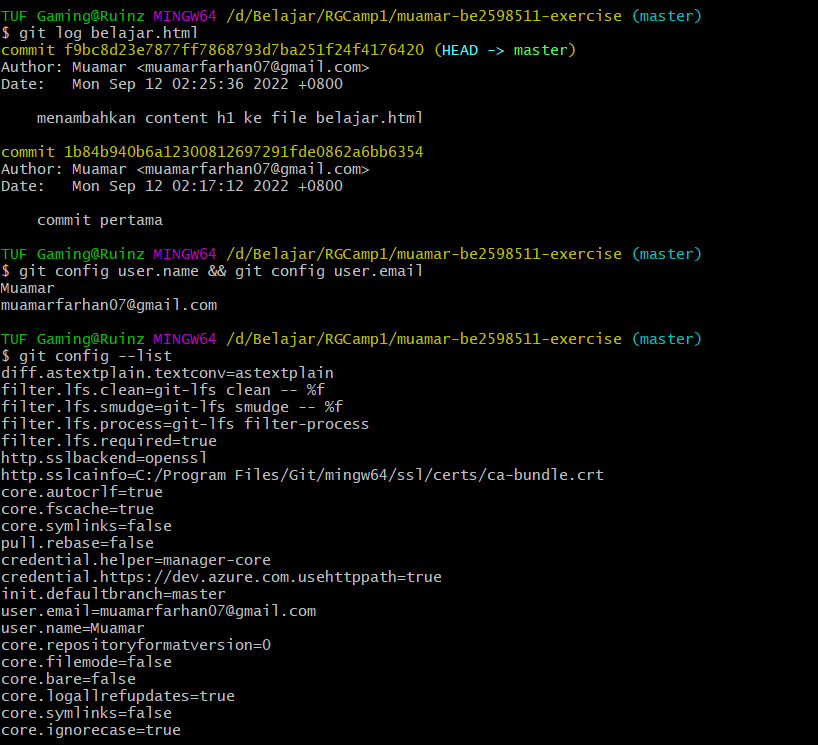 TUF Gaming@Ruinz MINGW64 /d/Belajar/RGCamp1/muamar-be2598511-exercise (master)
$ git log belajar.html
commit f9bc8d23e7877ff7868793d7ba251f24f4176420 (HEAD -> master)
Author: Muamar <muamarfarhan07@gmail.com>
Date:   Mon Sep 12 02:25:36 2022 +0800

    menambahkan content h1 ke file belajar.html

commit 1b84b940b6a12300812697291fde0862a6bb6354
Author: Muamar <muamarfarhan07@gmail.com>
Date:   Mon Sep 12 02:17:12 2022 +0800

    commit pertama

TUF Gaming@Ruinz MINGW64 /d/Belajar/RGCamp1/muamar-be2598511-exercise (master)
$ git config user.name && git config user.email
Muamar
muamarfarhan07@gmail.com

TUF Gaming@Ruinz MINGW64 /d/Belajar/RGCamp1/muamar-be2598511-exercise (master)
$ git config --list
diff.astextplain.textconv=astextplain
filter.lfs.clean=git-lfs clean -- %f
filter.lfs.smudge=git-lfs smudge -- %f
filter.lfs.process=git-lfs filter-process
filter.lfs.required=true
http.sslbackend=openssl
http.sslcainfo=C:/Program Files/Git/mingw64/ssl/certs/ca-bundle.crt
core.autocrlf=true
core.fscache=true
core.symlinks=false
pull.rebase=false
credential.helper=manager-core
credential.https://dev.azure.com.usehttppath=true
init.defaultbranch=master
user.email=muamarfarhan07@gmail.com
user.name=Muamar
core.repositoryformatversion=0
core.filemode=false
core.bare=false
core.logallrefupdates=true
core.symlinks=false
core.ignorecase=true